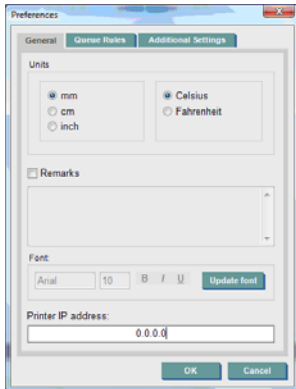 Preferences
General Queue Rules Additional Settings
Units
mm Celsius
cm Fahrenheit
inch
Remarks
Font
Arial 10 B I U Update font
Printer IP address:
0.0.0.0
OK Cancel